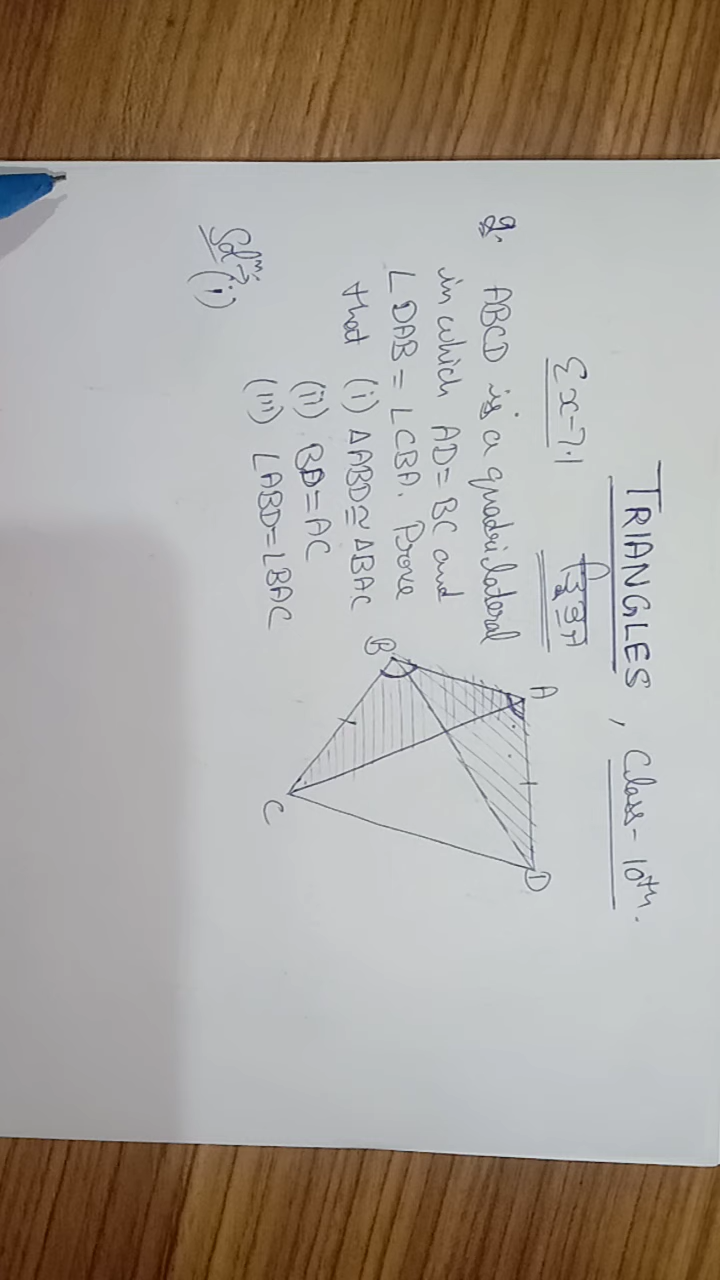 TRIANGLES, Class-10th.
Ex-7.1
Q. ABCD is a quadrilateral
in which AD=BC and
∠DAB=∠CBA. Prove
that (i) ΔABD≅ΔBAC
(ii) BD=AC
(iii) ∠ABD=∠BAC
A
B
C
D
Solⁿ:→(i)